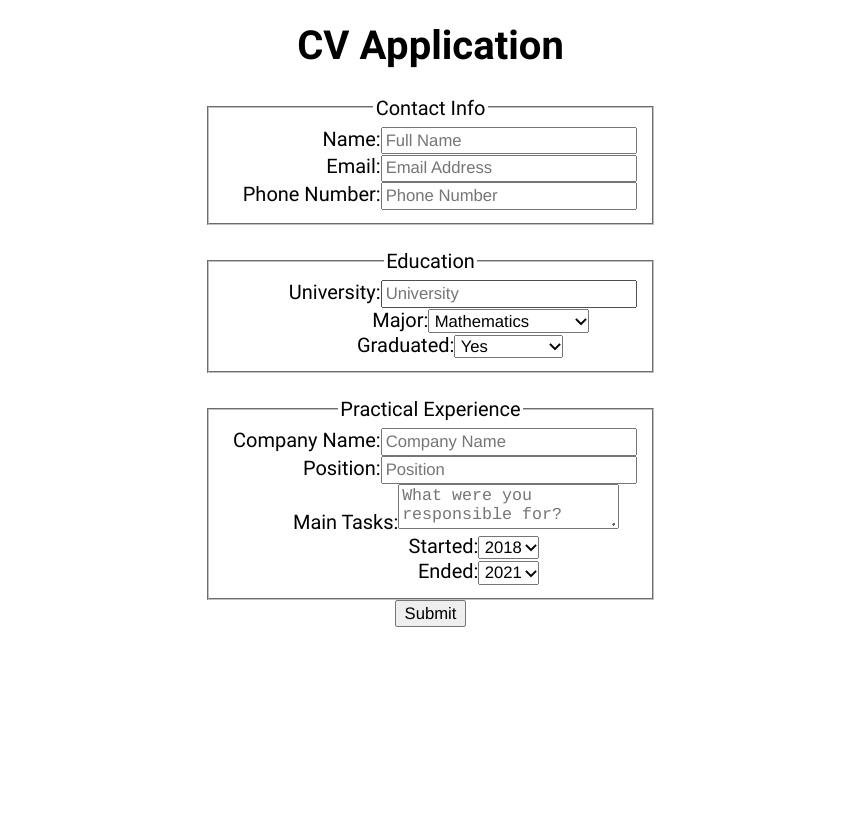 CV Application
Contact Info
Name: Full Name
Email: Email Address
Phone Number: Phone Number
Education
University: University
Major: Mathematics
Graduated: Yes
Practical Experience
Company Name: Company Name
Position: Position
Main Tasks: What were you
responsible for?
Started: 2018
Ended: 2021
Submit